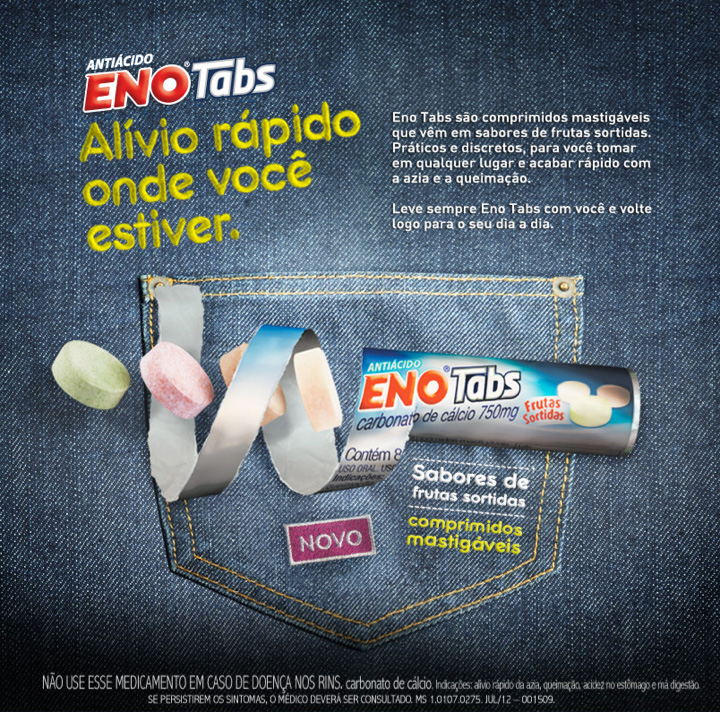 ANTIÁCIDO
ENO® Tabs
Alívio rápido
onde você
estiver.
Eno Tabs são comprimidos mastigáveis
que vêm em sabores de frutas sortidas.
Práticos e discretos, para você tomar
em qualquer lugar e acabar rápido com
a azia e a queimação.
Leve sempre Eno Tabs com você e volte
logo para o seu dia a dia.
ANTIÁCIDO
ENO® Tabs
carbonato de cálcio 750mg
Frutas
Sortidas
Contém 8
USO ORAL. USO
Indicações:
Sabores de
frutas sortidas
comprimidos
mastigáveis
NOVO
NÃO USE ESSE MEDICAMENTO EM CASO DE DOENÇA NOS RINS. carbonato de cálcio. Indicações: alívio rápido da azia, queimação, acidez no estômago e má digestão.
SE PERSISTIREM OS SINTOMAS, O MÉDICO DEVERÁ SER CONSULTADO. MS 1.0107.0275. JUL/12 – 001509.